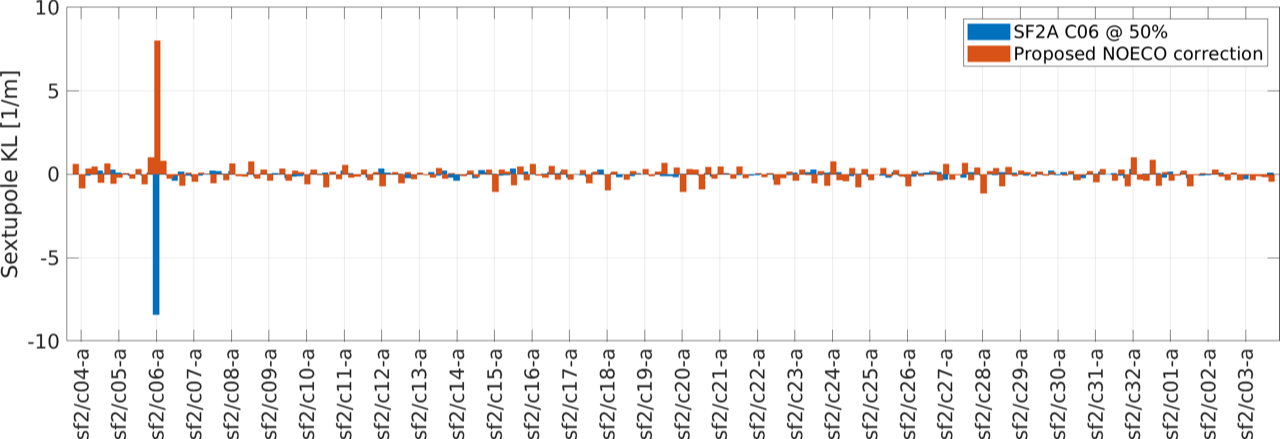 Sextupole KL [1/m]
10
5
0
-5
-10
SF2A C06 @ 50%
Proposed NOECO correction
sf2/c04-a
sf2/c05-a
sf2/c06-a
sf2/c07-a
sf2/c08-a
sf2/c09-a
sf2/c10-a
sf2/c11-a
sf2/c12-a
sf2/c13-a
sf2/c14-a
sf2/c15-a
sf2/c16-a
sf2/c17-a
sf2/c18-a
sf2/c19-a
sf2/c20-a
sf2/c21-a
sf2/c22-a
sf2/c23-a
sf2/c24-a
sf2/c25-a
sf2/c26-a
sf2/c27-a
sf2/c28-a
sf2/c29-a
sf2/c30-a
sf2/c31-a
sf2/c32-a
sf2/c01-a
sf2/c02-a
sf2/c03-a